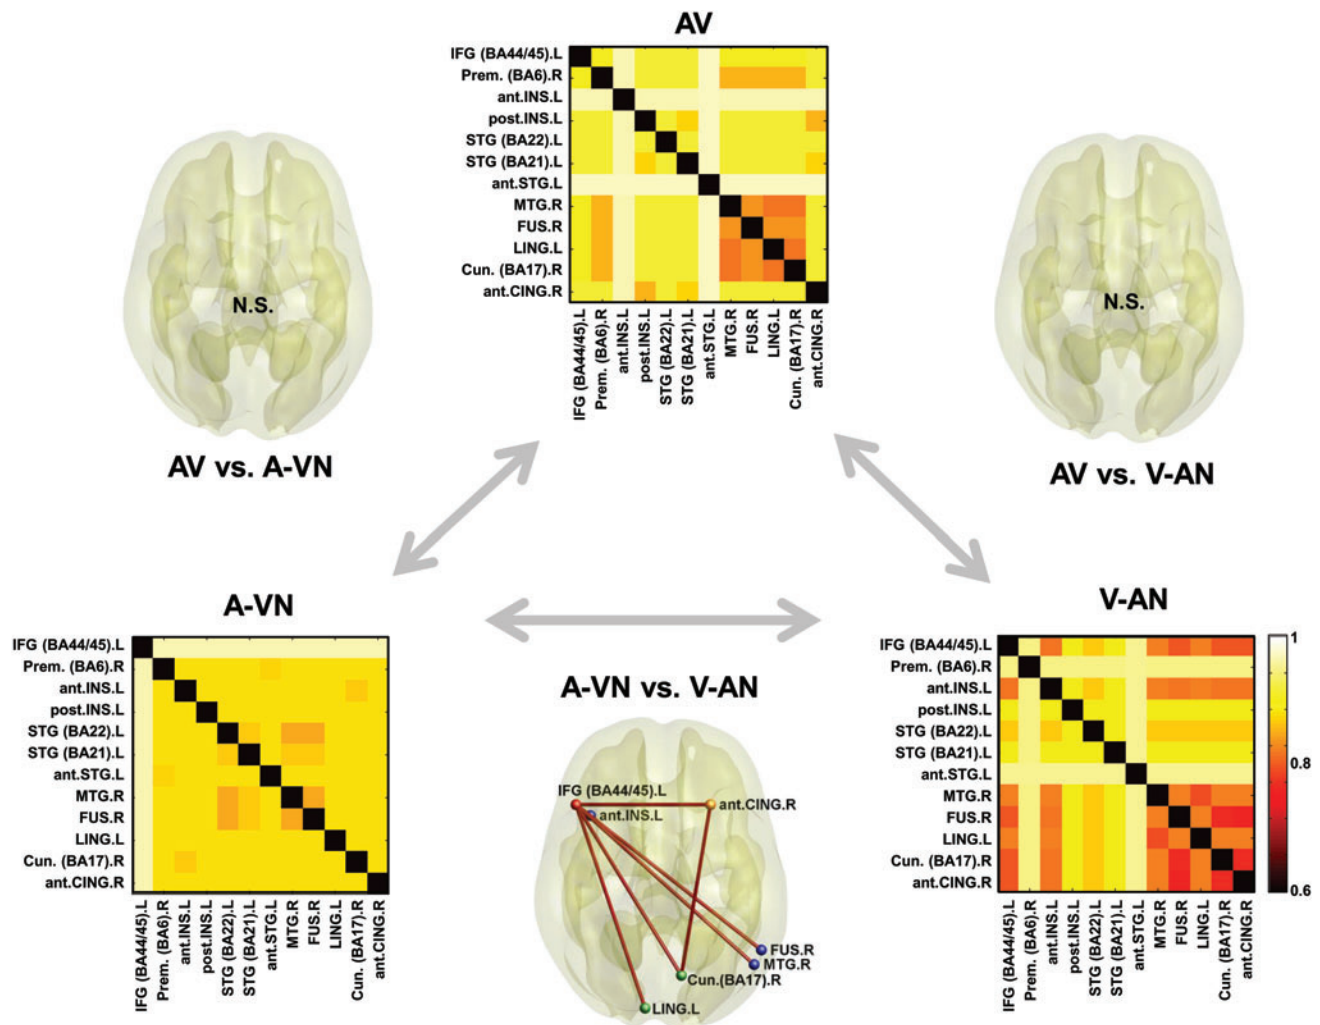 AV
IFG (BA44/45).L
Prem. (BA6).R
ant.INS.L
post.INS.L
STG (BA22).L
STG (BA21).L
ant.STG.L
MTG.R
FUS.R
LING.L
Cun. (BA17).R
ant.CING.R
IFG (BA44/45).L
Prem. (BA6).R
ant.INS.L
post.INS.L
STG (BA22).L
STG (BA21).L
ant.STG.L
MTG.R
FUS.R
LING.L
Cun. (BA17).R
ant.CING.R
N.S.
AV vs. A-VN
N.S.
AV vs. V-AN
A-VN
IFG (BA44/45).L
Prem. (BA6).R
ant.INS.L
post.INS.L
STG (BA22).L
STG (BA21).L
ant.STG.L
MTG.R
FUS.R
LING.L
Cun. (BA17).R
ant.CING.R
IFG (BA44/45).L
Prem. (BA6).R
ant.INS.L
post.INS.L
STG (BA22).L
STG (BA21).L
ant.STG.L
MTG.R
FUS.R
LING.L
Cun. (BA17).R
ant.CING.R
A-VN vs. V-AN
IFG (BA44/45).L
ant.CING.R
ant.INS.L
FUS.R
MTG.R
Cun.(BA17).R
LING.L
V-AN
IFG (BA44/45).L
Prem. (BA6).R
ant.INS.L
post.INS.L
STG (BA22).L
STG (BA21).L
ant.STG.L
MTG.R
FUS.R
LING.L
Cun. (BA17).R
ant.CING.R
IFG (BA44/45).L
Prem. (BA6).R
ant.INS.L
post.INS.L
STG (BA22).L
STG (BA21).L
ant.STG.L
MTG.R
FUS.R
LING.L
Cun. (BA17).R
ant.CING.R
1
0.8
0.6